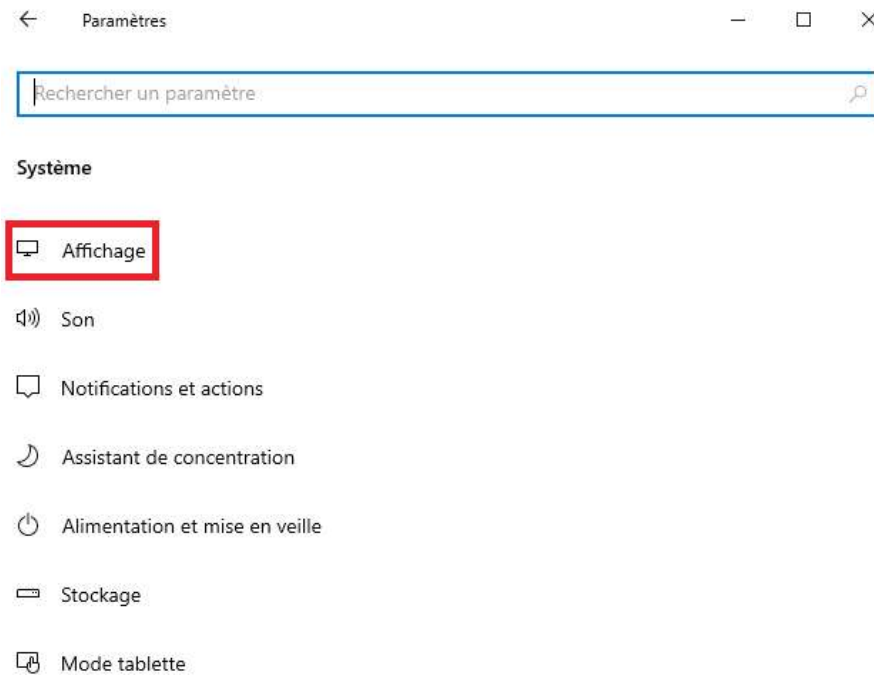 Paramètres
Rechercher un paramètre
Système
Affichage
Son
Notifications et actions
Assistant de concentration
Alimentation et mise en veille
Stockage
Mode tablette